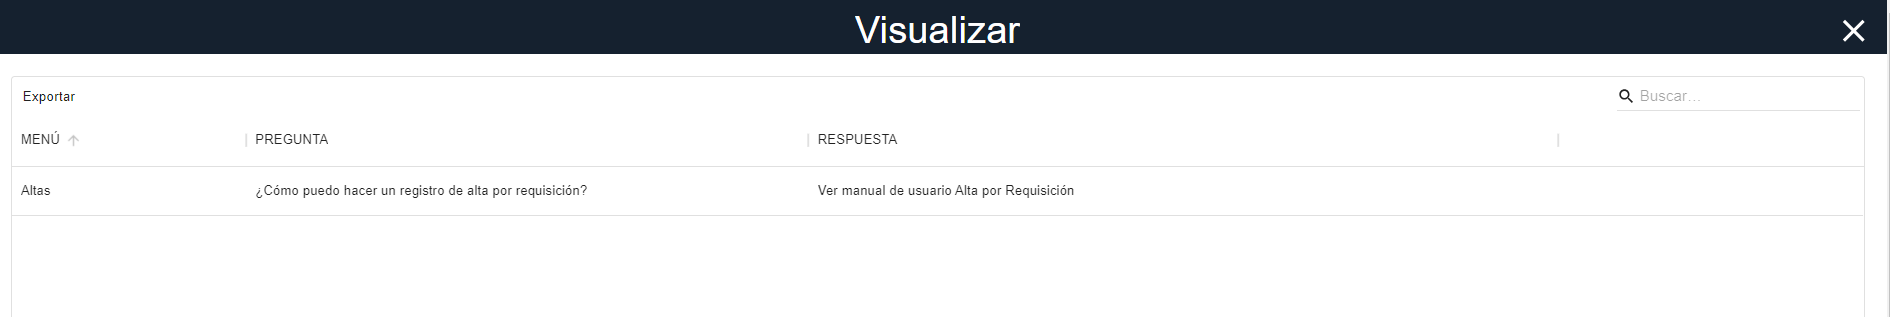 Visualizar
Exportar
Buscar...
MENÚ PREGUNTA RESPUESTA
Altas ¿Cómo puedo hacer un registro de alta por requisición? Ver manual de usuario Alta por Requisición